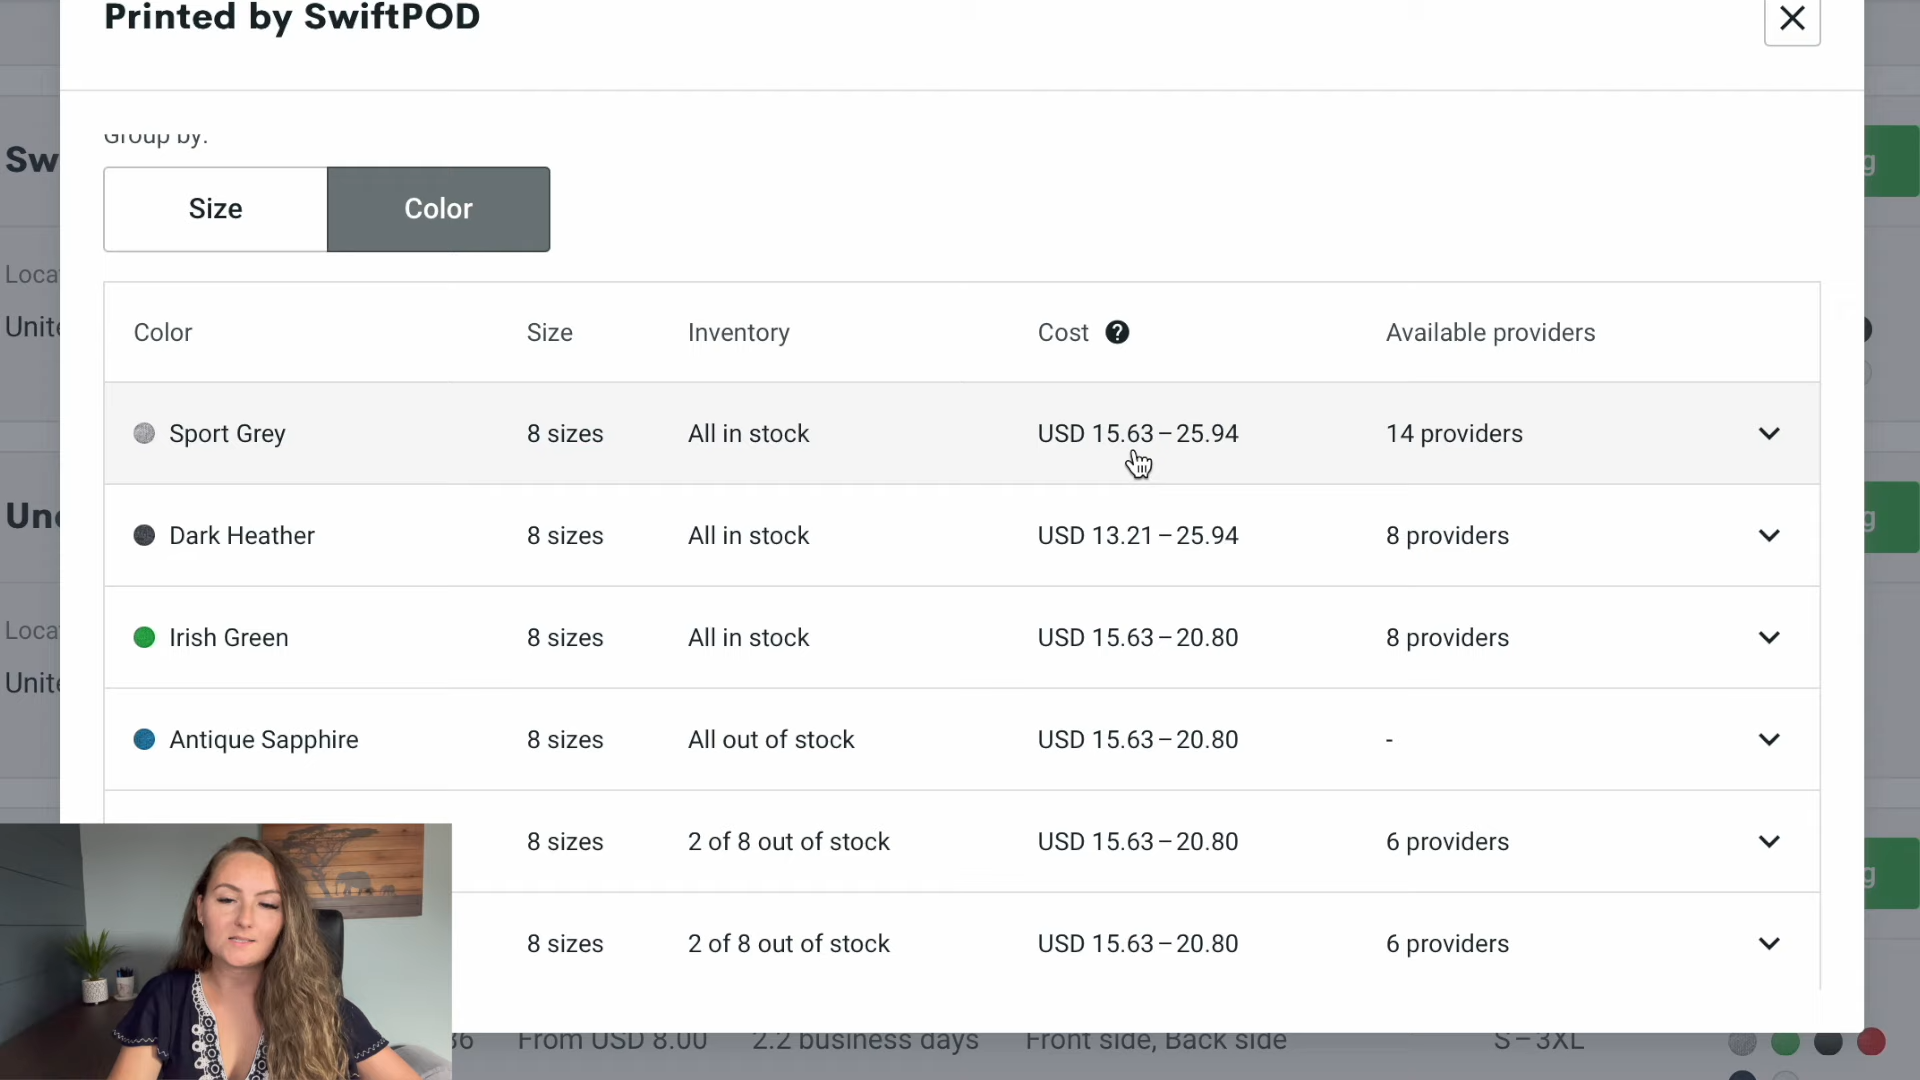 Printed by SwiftPOD
Group by:
Size Color
Color Size Inventory Cost ? Available providers
Sport Grey 8 sizes All in stock USD 15.63–25.94 14 providers
Dark Heather 8 sizes All in stock USD 13.21–25.94 8 providers
Irish Green 8 sizes All in stock USD 15.63–20.80 8 providers
Antique Sapphire 8 sizes All out of stock USD 15.63–20.80 -
8 sizes 2 of 8 out of stock USD 15.63–20.80 6 providers
8 sizes 2 of 8 out of stock USD 15.63–20.80 6 providers
From USD 8.00 2.2 business days Front side, Back side S–3XL